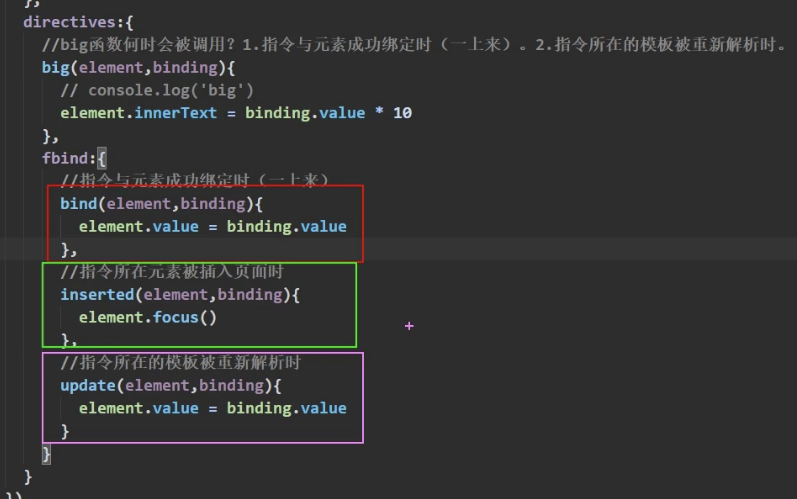 },
directives:{
//big函数何时会被调用？1.指令与元素成功绑定时（一上来）。2.指令所在的模板被重新解析时。
big(element,binding){
// console.log('big')
element.innerText = binding.value * 10
},
fbind:{
//指令与元素成功绑定时（一上来）
bind(element,binding){
element.value = binding.value
},
//指令所在元素被插入页面时
inserted(element,binding){
element.focus()
},
//指令所在的模板被重新解析时
update(element,binding){
element.value = binding.value
}
}
}
})